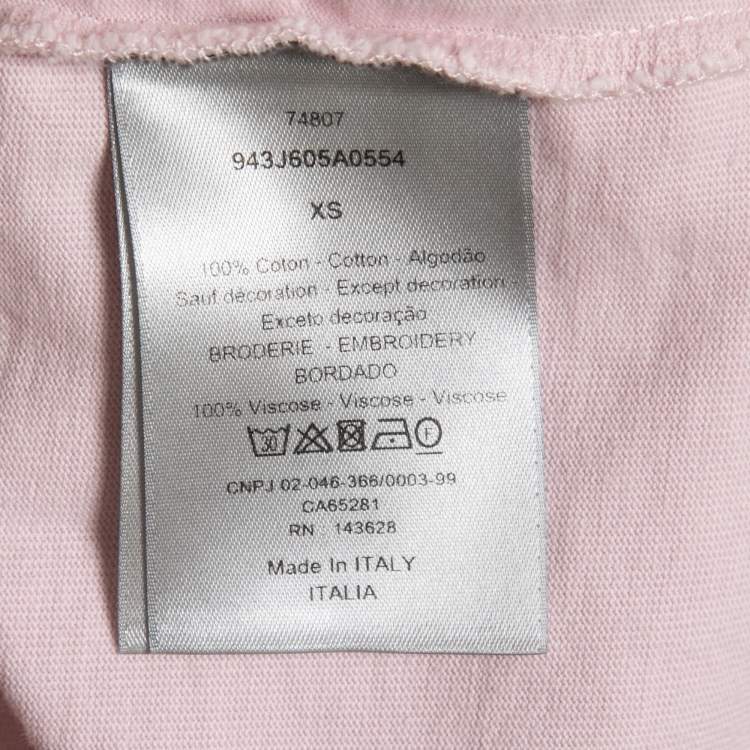 74807
943J605A0554
XS
100% Coton - Cotton - Algodão
Sauf décoration - Except decoration -
Exceto decoração
BRODERIE - EMBROIDERY
BORDADO
100% Viscose - Viscose - Viscose
30 F
CNPJ 02-046-366/0003-99
CA65281
RN : 143628
Made In ITALY
ITALIA